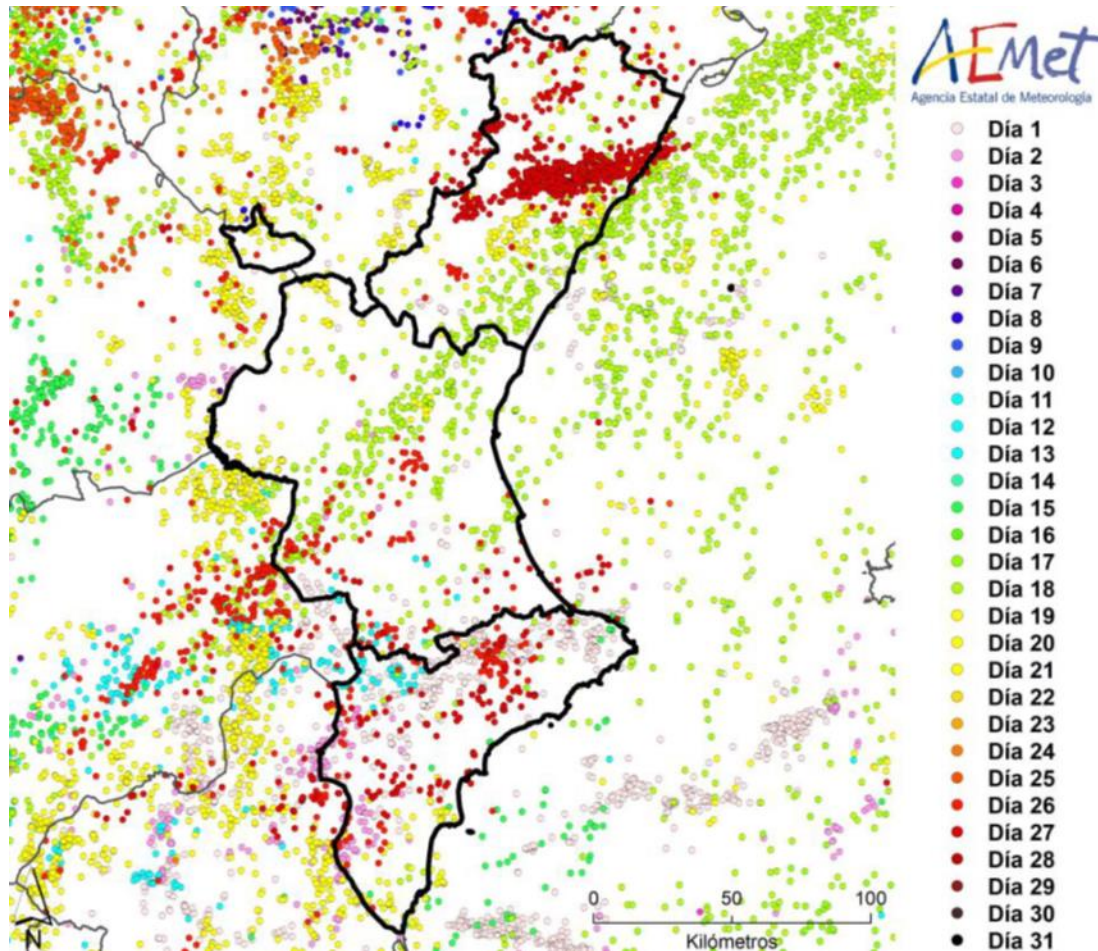 AEMet
Agencia Estatal de Meteorología
Día 1
Día 2
Día 3
Día 4
Día 5
Día 6
Día 7
Día 8
Día 9
Día 10
Día 11
Día 12
Día 13
Día 14
Día 15
Día 16
Día 17
Día 18
Día 19
Día 20
Día 21
Día 22
Día 23
Día 24
Día 25
Día 26
Día 27
Día 28
Día 29
Día 30
Día 31
0 50 100
Kilómetros
N